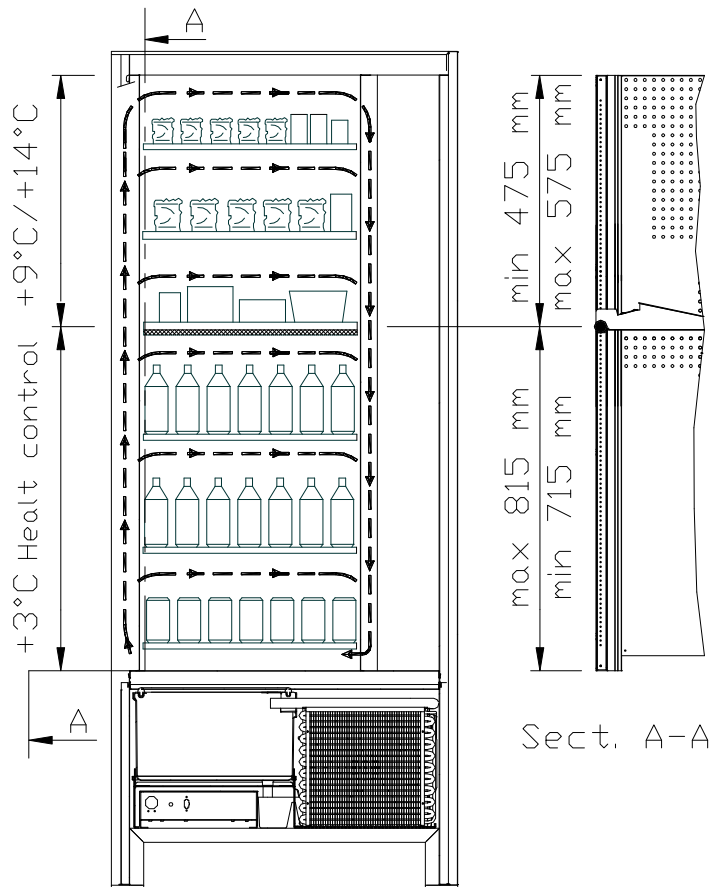 A
+9°C/+14°C
+3°C Healt control
min 475 mm
max 575 mm
max 815 mm
min 715 mm
A
Sect. A-A